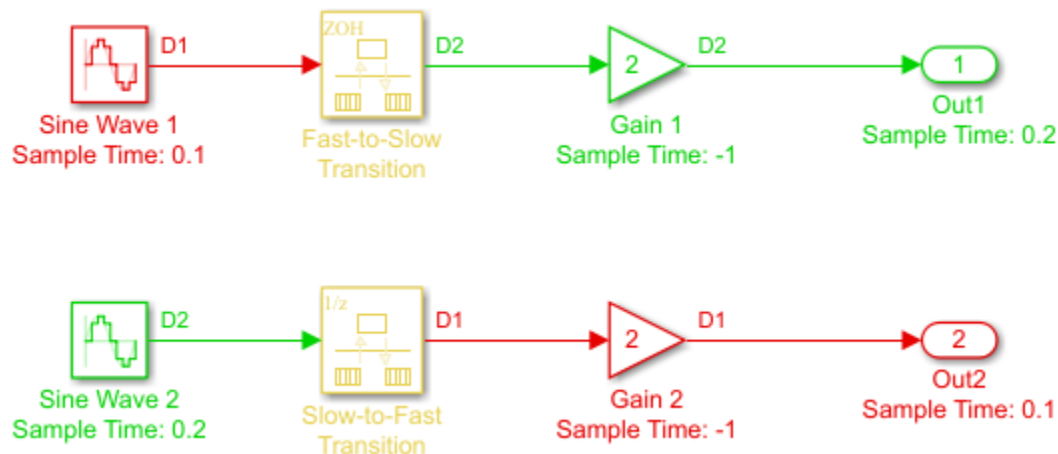 D1
ZOH
D2
2
D2
1
Sine Wave 1
Sample Time: 0.1
Fast-to-Slow
Transition
Gain 1
Sample Time: -1
Out1
Sample Time: 0.2
D2
1/z
D1
2
D1
2
Sine Wave 2
Sample Time: 0.2
Slow-to-Fast
Transition
Gain 2
Sample Time: -1
Out2
Sample Time: 0.1